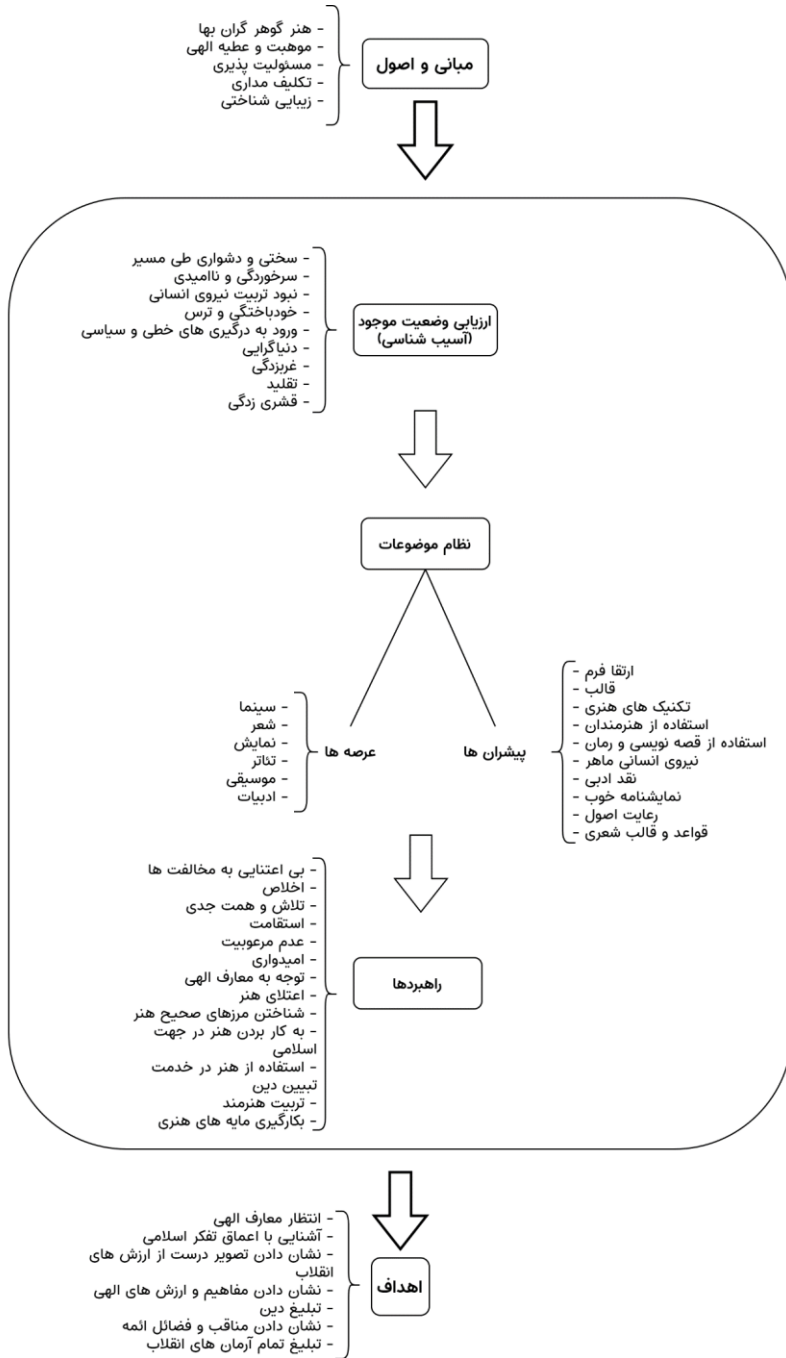 مبانی و اصول
- هنر گوهر گران بها
- موهبت و عطیه الهی
- مسئولیت پذیری
- تکلیف مداری
- زیبایی شناختی
ارزیابی وضعیت موجود
(آسیب شناسی)
- سختی و دشواری طی مسیر
- سرخوردگی و ناامیدی
- نبود تربیت نیروی انسانی
- خودباختگی و ترس
- ورود به درگیری های خطی و سیاسی
- دنیاگرایی
- غربزدگی
- تقلید
- قشری زدگی
نظام موضوعات
پیشران ها
- ارتقا فرم
- قالب
- تکنیک های هنری
- استفاده از هنرمندان
- استفاده از قصه نویسی و رمان
- نیروی انسانی ماهر
- نقد ادبی
- نمایشنامه خوب
- رعایت اصول
- قواعد و قالب شعری
عرصه ها
- سینما
- شعر
- نمایش
- تئاتر
- موسیقی
- ادبیات
راهبردها
- بی اعتنایی به مخالفت ها
- اخلاص
- تلاش و همت جدی
- استقامت
- عدم مرعوبیت
- امیدواری
- توجه به معارف الهی
- اعتلای هنر
- شناختن مرزهای صحیح هنر
- به کار بردن هنر در جهت
اسلامی
- استفاده از هنر در خدمت
تبیین دین
- تربیت هنرمند
- بکارگیری مایه های هنری
اهداف
- انتظار معارف الهی
- آشنایی با اعماق تفکر اسلامی
- نشان دادن تصویر درست از ارزش های
انقلاب
- نشان دادن مفاهیم و ارزش های الهی
- تبلیغ دین
- نشان دادن مناقب و فضائل ائمه
- تبلیغ تمام آرمان های انقلاب